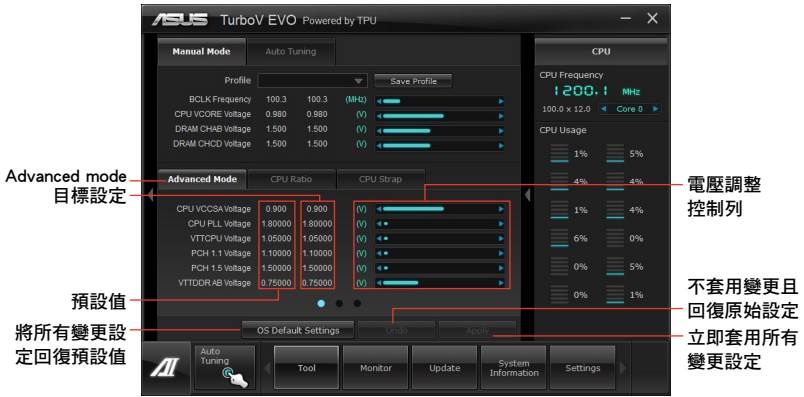 ASUS TurboV EVO Powered by TPU
Manual Mode
Auto Tuning
CPU
Profile
Save Profile
BCLK Frequency 100.3 100.3 (MHz)
CPU VCORE Voltage 0.980 0.980 (V)
DRAM CHAB Voltage 1.500 1.500 (V)
DRAM CHCD Voltage 1.500 1.500 (V)
CPU Frequency
1200.1 MHz
100.0 x 12.0 Core 0
CPU Usage
1% 5%
4% 4%
1% 4%
6% 0%
0% 5%
0% 1%
Advanced Mode
CPU Ratio
CPU Strap
CPU VCCSA Voltage 0.900 0.900 (V)
CPU PLL Voltage 1.80000 1.80000 (V)
VTTCPU Voltage 1.05000 1.05000 (V)
PCH 1.1 Voltage 1.10000 1.10000 (V)
PCH 1.5 Voltage 1.50000 1.50000 (V)
VTTDDR AB Voltage 0.75000 0.75000 (V)
OS Default Settings
Undo
Apply
Auto
Tuning
Tool
Monitor
Update
System
Information
Settings
Advanced mode
目標設定
預設值
將所有變更設
定回復預設值
電壓調整
控制列
不套用變更且
回復原始設定
立即套用所有
變更設定